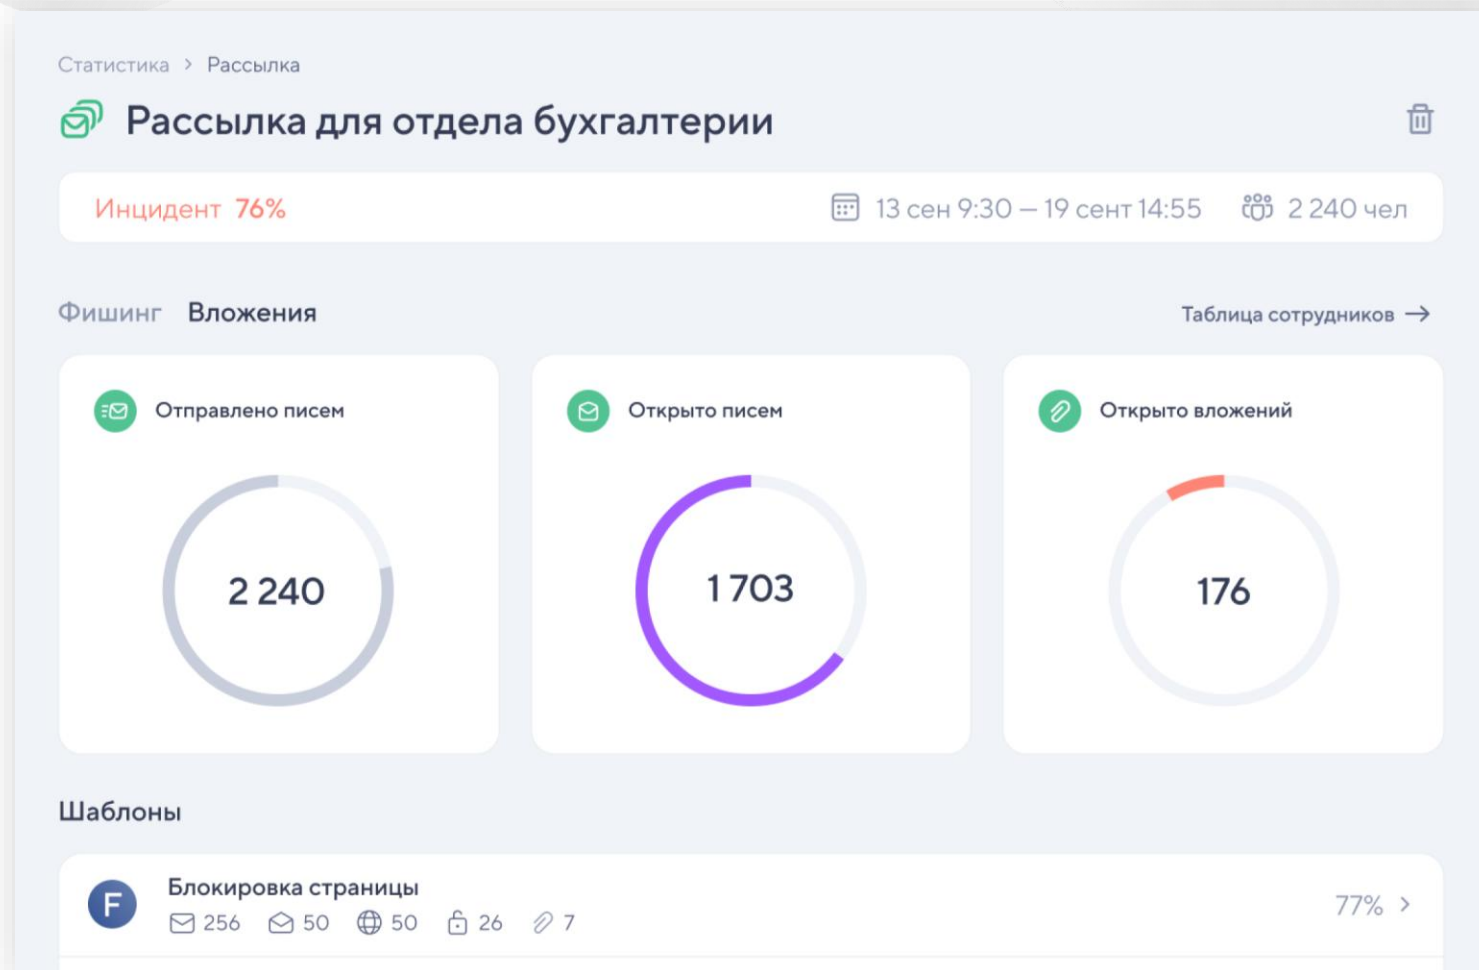 Статистика > Рассылка
Рассылка для отдела бухгалтерии
Инцидент 76%
13 сен 9:30 – 19 сент 14:55
2 240 чел
Фишинг Вложения
Таблица сотрудников →
Отправлено писем
2 240
Открыто писем
1 703
Открыто вложений
176
Шаблоны
F
Блокировка страницы
256 50 50 26 7
77% >